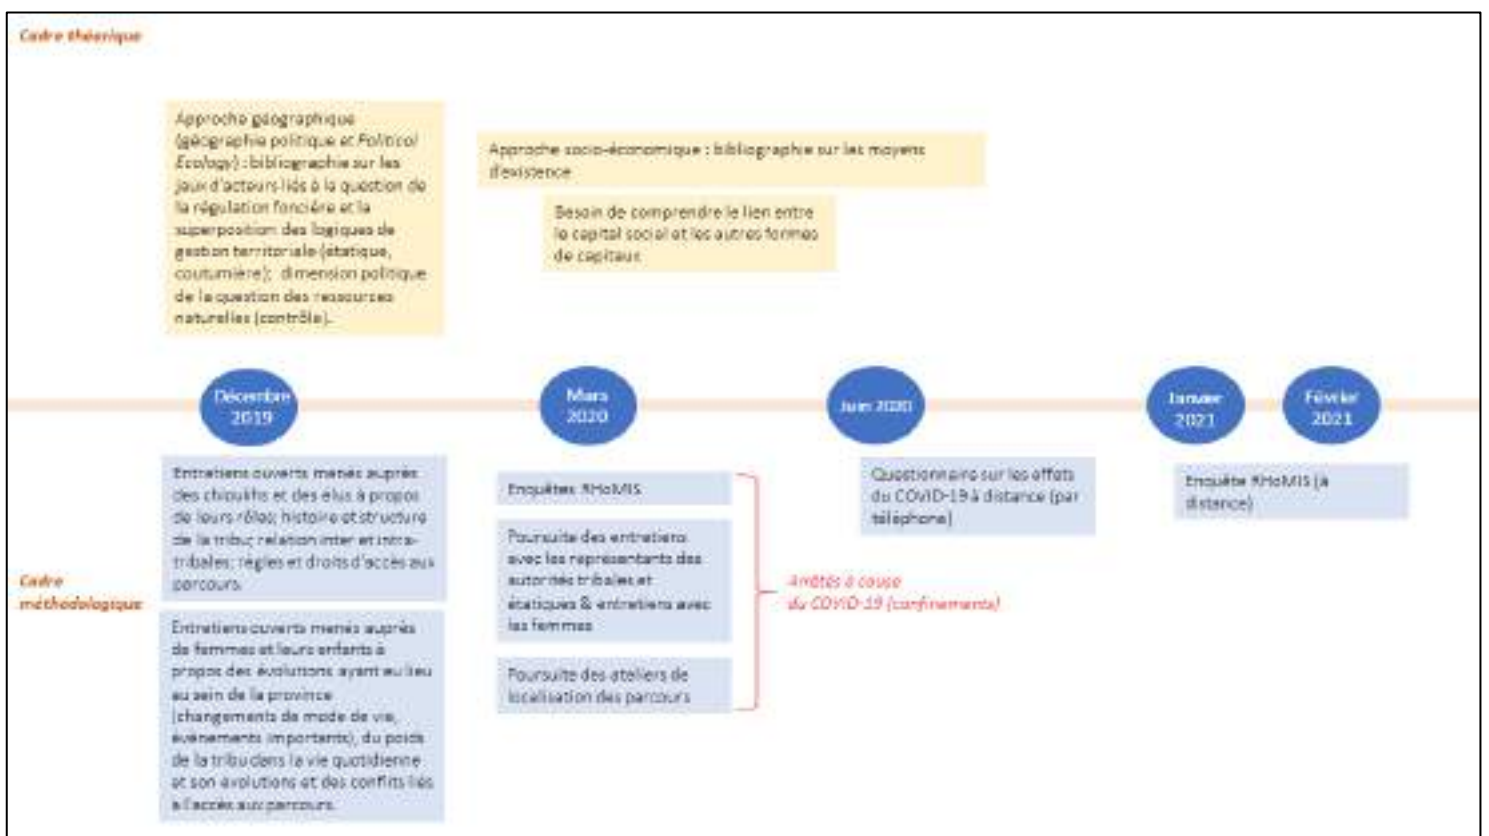 Cadre théorique
Approche géographique
(géographie politique et Political
Ecology) : bibliographie sur les
jeux d'acteurs liés à la question de
la régulation foncière et la
superposition des logiques de
gestion territoriale (étatique,
coutumière); dimension politique
de la question des ressources
naturelles (contrôle).
Approche socio-économique : bibliographie sur les moyens
d'existence
Besoin de comprendre le lien entre
le capital social et les autres formes
de capitaux
Décembre
2019
Mars
2020
Juin 2020
Janvier
2021
Février
2021
Cadre
méthodologique
Entretiens ouverts menés auprès
des chioukhs et des élus à propos
de leurs rôles; histoire et structure
de la tribu; relation inter et intra-
tribales; règles et droits d'accès aux
parcours.
Entretiens ouverts menés auprès
de femmes et leurs enfants à
propos des évolutions ayant eu lieu
au sein de la province
(changements de mode de vie,
évènements importants), du poids
de la tribu dans la vie quotidienne
et son évolutions et des conflits liés
à l'accès aux parcours.
Enquêtes RHoMIS
Poursuite des entretiens
avec les représentants des
autorités tribales et
étatiques & entretiens avec
les femmes
Poursuite des ateliers de
localisation des parcours
Arrêtés à cause
du COVID-19 (confinements)
Questionnaire sur les effets
du COVID-19 à distance (par
téléphone)
Enquête RHoMIS (à
distance)